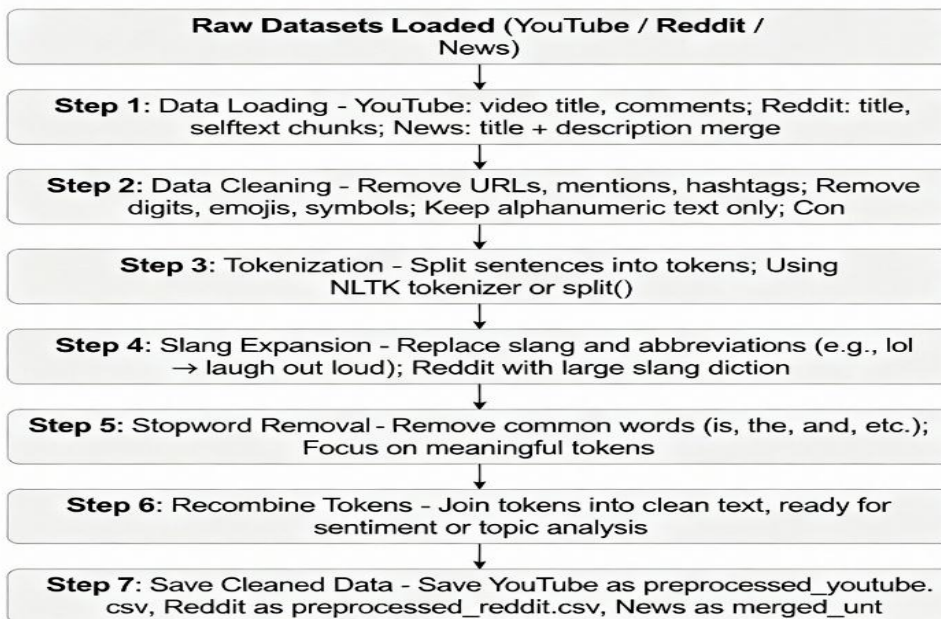 Raw Datasets Loaded (YouTube / Reddit /
News)
Step 1: Data Loading - YouTube: video title, comments; Reddit: title,
selftext chunks; News: title + description merge
Step 2: Data Cleaning - Remove URLs, mentions, hashtags; Remove
digits, emojis, symbols; Keep alphanumeric text only; Con
Step 3: Tokenization - Split sentences into tokens; Using
NLTK tokenizer or split()
Step 4: Slang Expansion - Replace slang and abbreviations (e.g., lol
→ laugh out loud); Reddit with large slang diction
Step 5: Stopword Removal - Remove common words (is, the, and, etc.);
Focus on meaningful tokens
Step 6: Recombine Tokens - Join tokens into clean text, ready for
sentiment or topic analysis
Step 7: Save Cleaned Data - Save YouTube as preprocessed_youtube.
csv, Reddit as preprocessed_reddit.csv, News as merged_unt